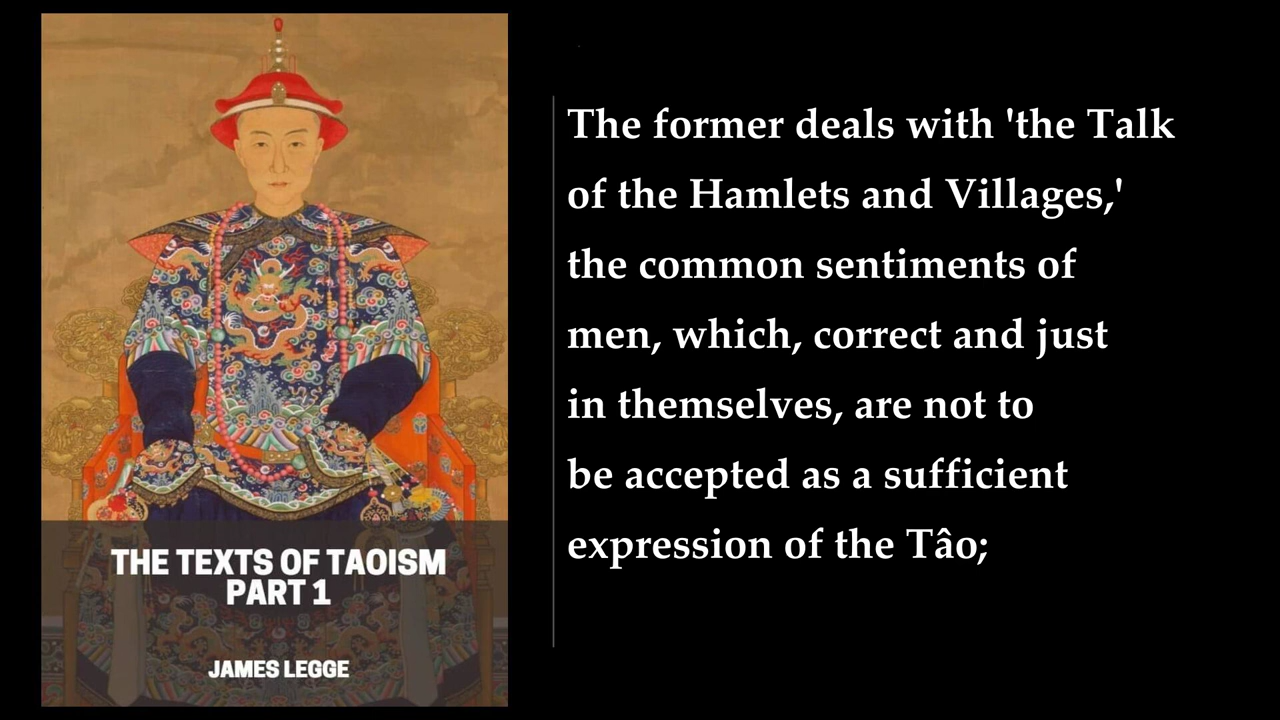 THE TEXTS OF TAOISM
PART 1
JAMES LEGGE
The former deals with 'the Talk
of the Hamlets and Villages,'
the common sentiments of
men, which, correct and just
in themselves, are not to
be accepted as a sufficient
expression of the Tâo;